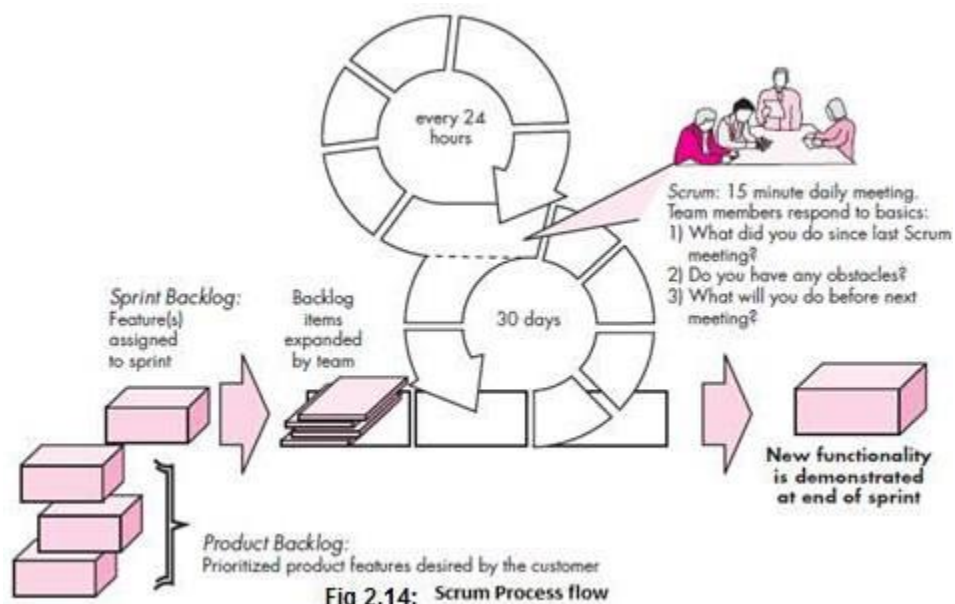 every 24
hours
Scrum: 15 minute daily meeting.
Team members respond to basics:
1) What did you do since last Scrum
meeting?
2) Do you have any obstacles?
3) What will you do before next
meeting?
Sprint Backlog:
Feature(s)
assigned
to sprint
Backlog
items
expanded
by team
30 days
New functionality
is demonstrated
at end of sprint
Product Backlog:
Prioritized product features desired by the customer
Fig 2.14: Scrum Process flow